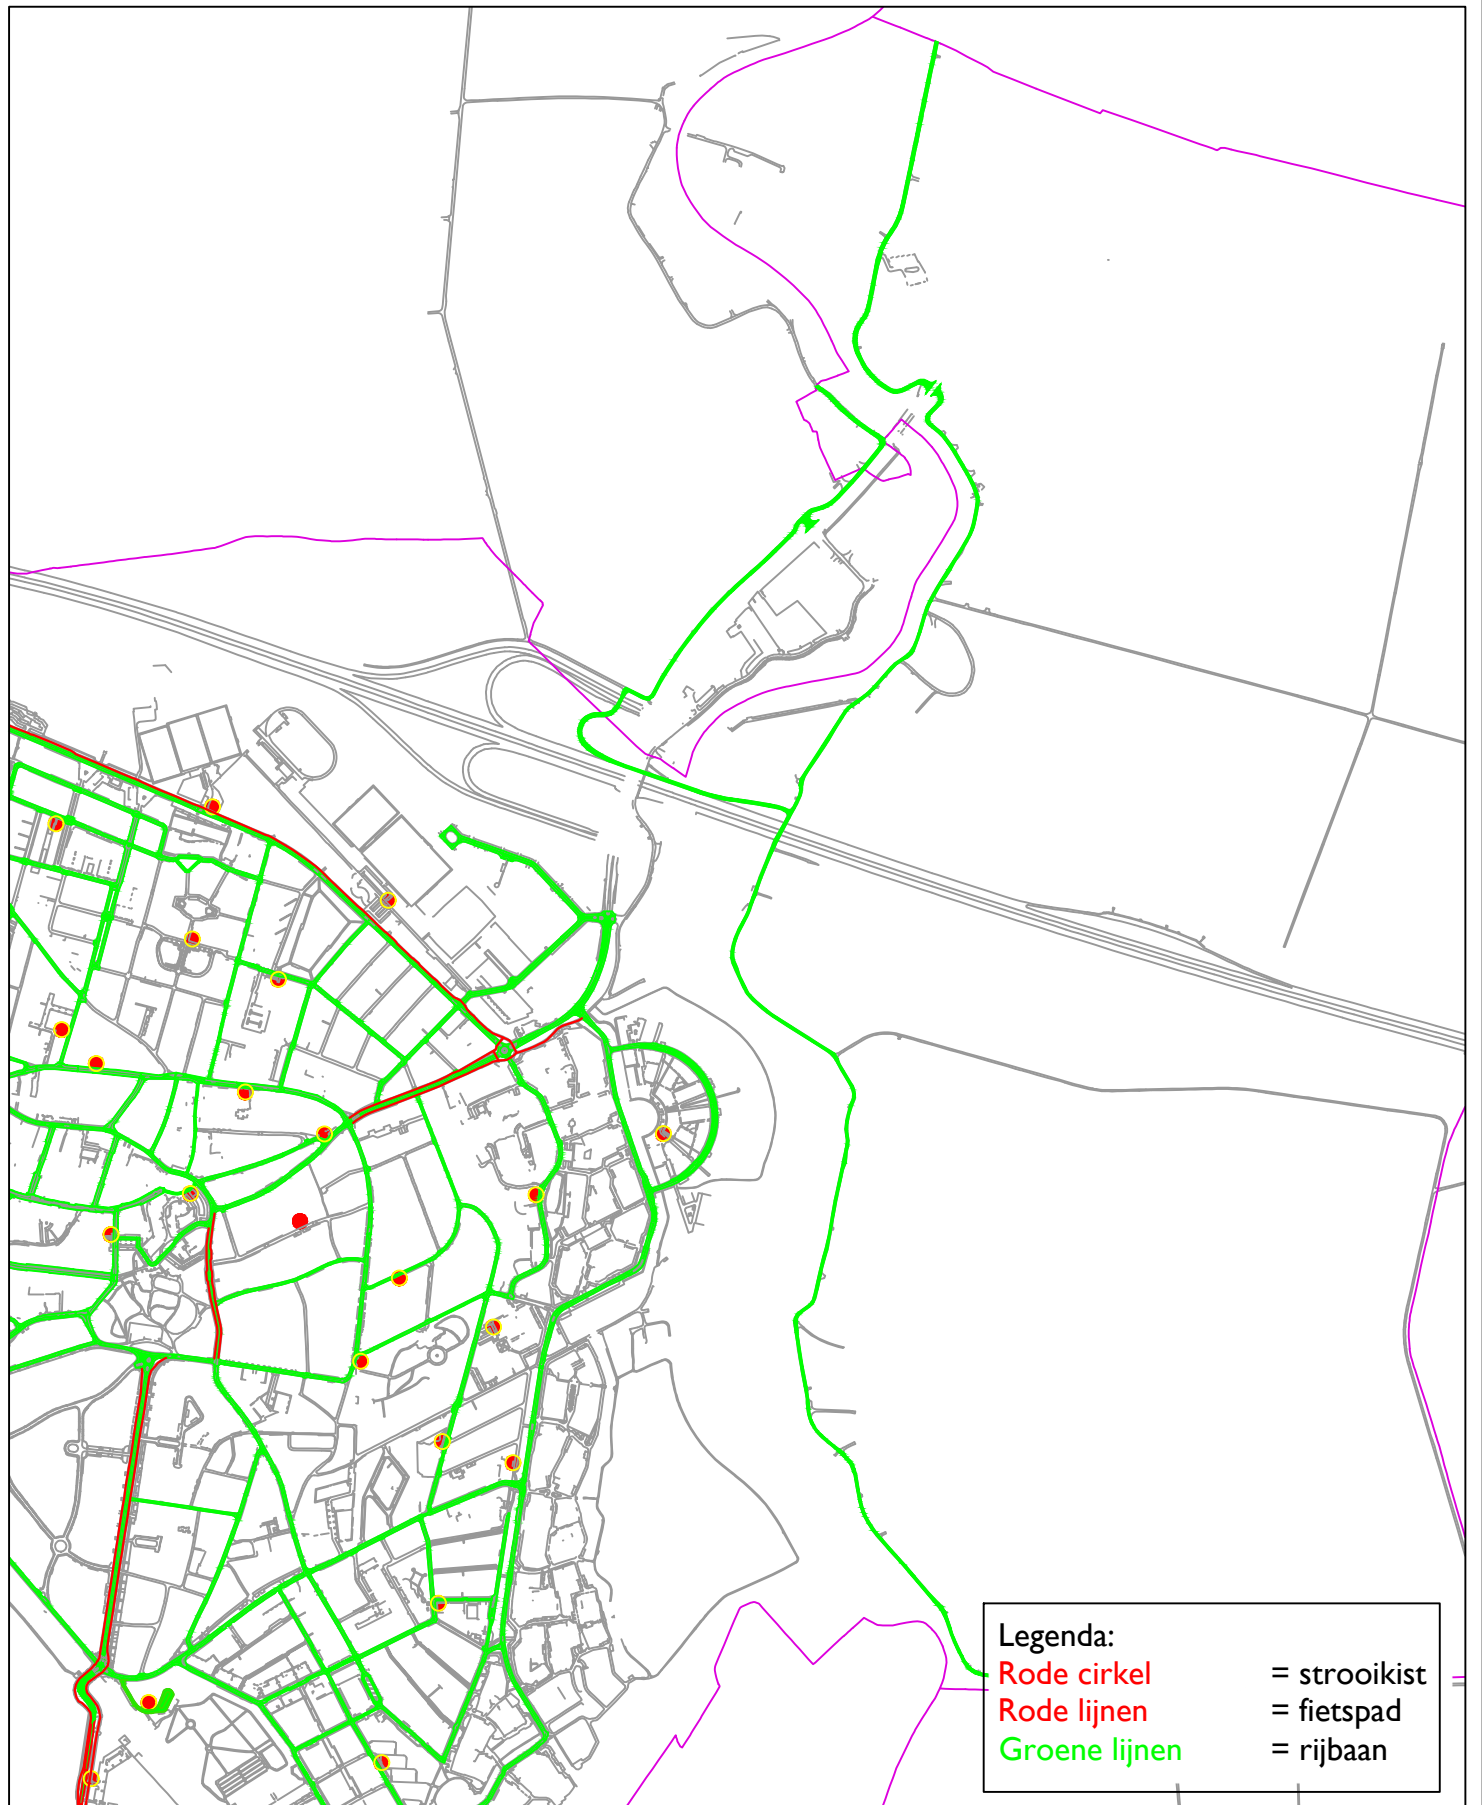 Legenda:
Rode cirkel = strooikist
Rode lijnen = fietspad
Groene lijnen = rijbaan